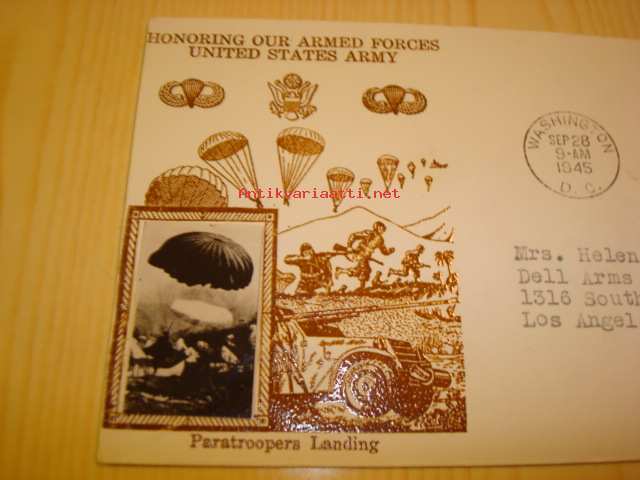 HONORING OUR ARMED FORCES
UNITED STATES ARMY
WASHINGTON
SEP 28
9-AM
1945
D. C.
Antikvariaatti.net
Mrs. Helen
Dell Arms
1316 South
Los Angel
Paratroopers Landing